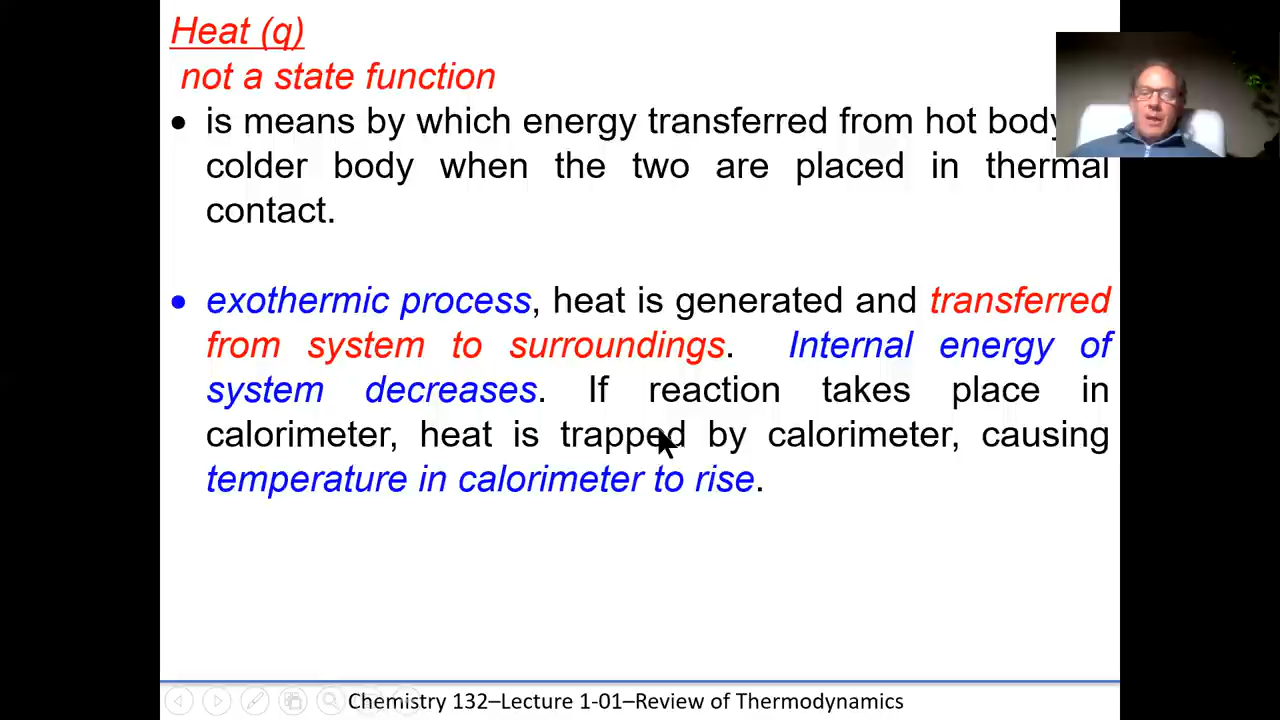 Heat (q)
not a state function
• is means by which energy transferred from hot body
colder body when the two are placed in thermal
contact.
• exothermic process, heat is generated and transferred
from system to surroundings. Internal energy of
system decreases. If reaction takes place in
calorimeter, heat is trapped by calorimeter, causing
temperature in calorimeter to rise.
Chemistry 132–Lecture 1-01–Review of Thermodynamics